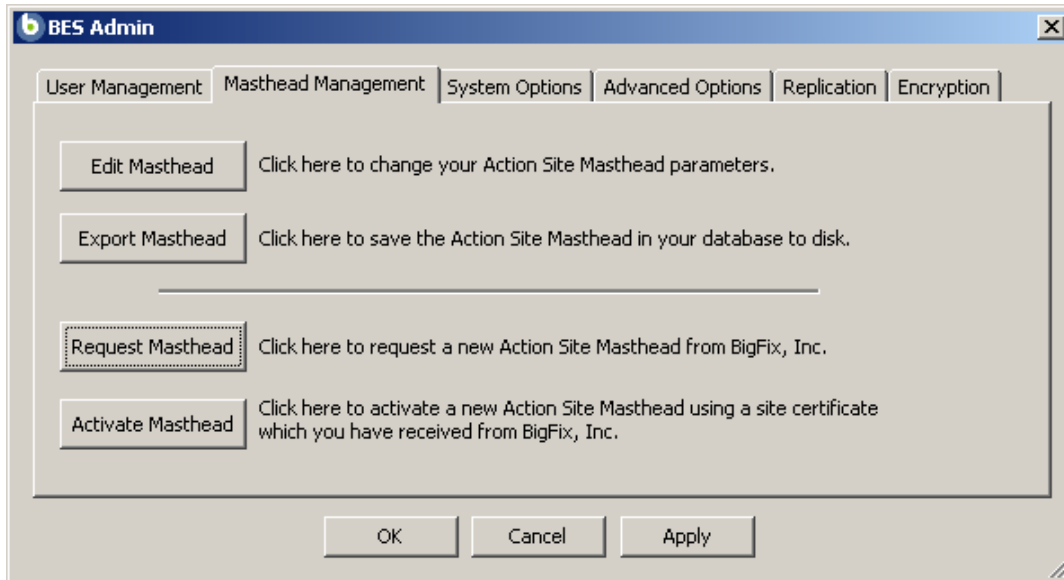 BES Admin
User Management
Masthead Management
System Options
Advanced Options
Replication
Encryption
Edit Masthead
Click here to change your Action Site Masthead parameters.
Export Masthead
Click here to save the Action Site Masthead in your database to disk.
Request Masthead
Click here to request a new Action Site Masthead from BigFix, Inc.
Activate Masthead
Click here to activate a new Action Site Masthead using a site certificate
which you have received from BigFix, Inc.
OK
Cancel
Apply